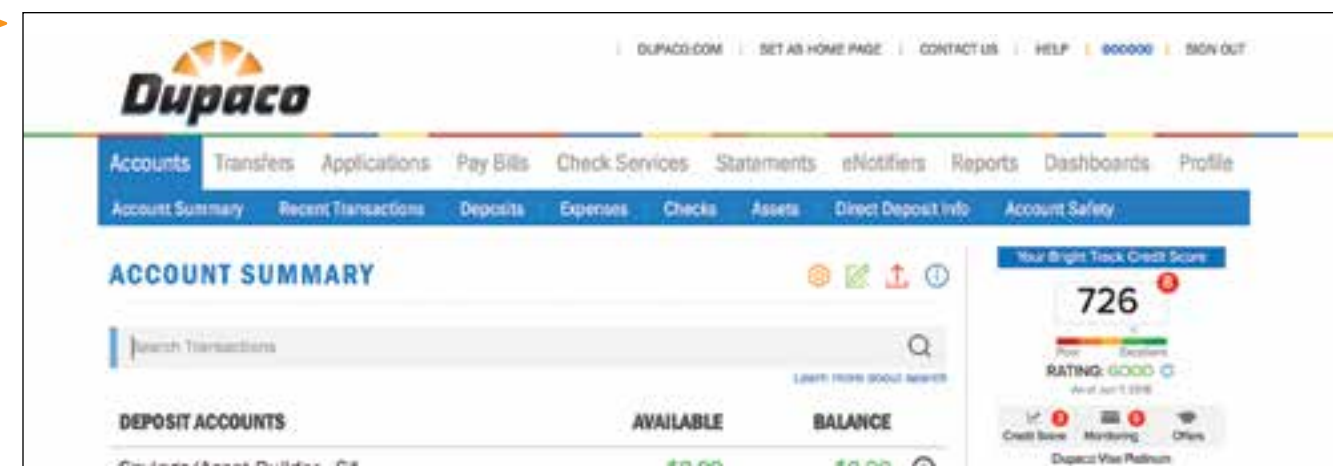 DUPACO.COM | SET AS HOME PAGE | CONTACT US | HELP | 000000 | SIGN OUT
Dupaco
Accounts Transfers Applications Pay Bills Check Services Statements eNotifiers Reports Dashboards Profile
Account Summary Recent Transactions Deposits Expenses Checks Assets Direct Deposit Info Account Safety
ACCOUNT SUMMARY
Your Bright Track Credit Score
726
Search Transactions
Poor Excellent
Learn more about search
RATING: GOOD
DEPOSIT ACCOUNTS AVAILABLE BALANCE
Credit Score Monitoring Offers
Dupaco Visa Platinum